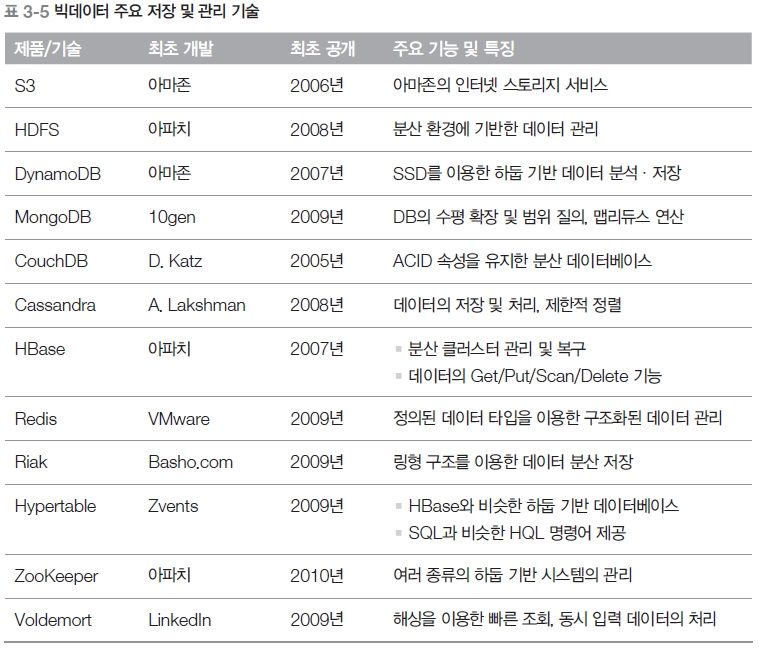 표 3-5 빅데이터 주요 저장 및 관리 기술
제품/기술 최초 개발 최초 공개 주요 기능 및 특징
S3 아마존 2006년 아마존의 인터넷 스토리지 서비스
HDFS 아파치 2008년 분산 환경에 기반한 데이터 관리
DynamoDB 아마존 2007년 SSD를 이용한 하둡 기반 데이터 분석 · 저장
MongoDB 10gen 2009년 DB의 수평 확장 및 범위 질의, 맵리듀스 연산
CouchDB D. Katz 2005년 ACID 속성을 유지한 분산 데이터베이스
Cassandra A. Lakshman 2008년 데이터의 저장 및 처리, 제한적 정렬
HBase 아파치 2007년 ▪ 분산 클러스터 관리 및 복구
▪ 데이터의 Get/Put/Scan/Delete 기능
Redis VMware 2009년 정의된 데이터 타입을 이용한 구조화된 데이터 관리
Riak Basho.com 2009년 링형 구조를 이용한 데이터 분산 저장
Hypertable Zvents 2009년 ▪ HBase와 비슷한 하둡 기반 데이터베이스
▪ SQL과 비슷한 HQL 명령어 제공
ZooKeeper 아파치 2010년 여러 종류의 하둡 기반 시스템의 관리
Voldemort LinkedIn 2009년 해싱을 이용한 빠른 조회, 동시 입력 데이터의 처리